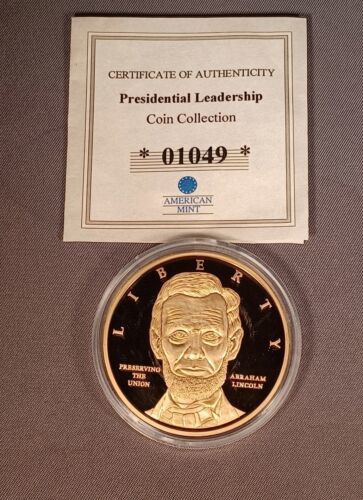 CERTIFICATE OF AUTHENTICITY
Presidential Leadership
Coin Collection
* 01049 *
AMERICAN
MINT
LIBERTY
PRESERVING
THE
UNION
ABRAHAM
LINCOLN